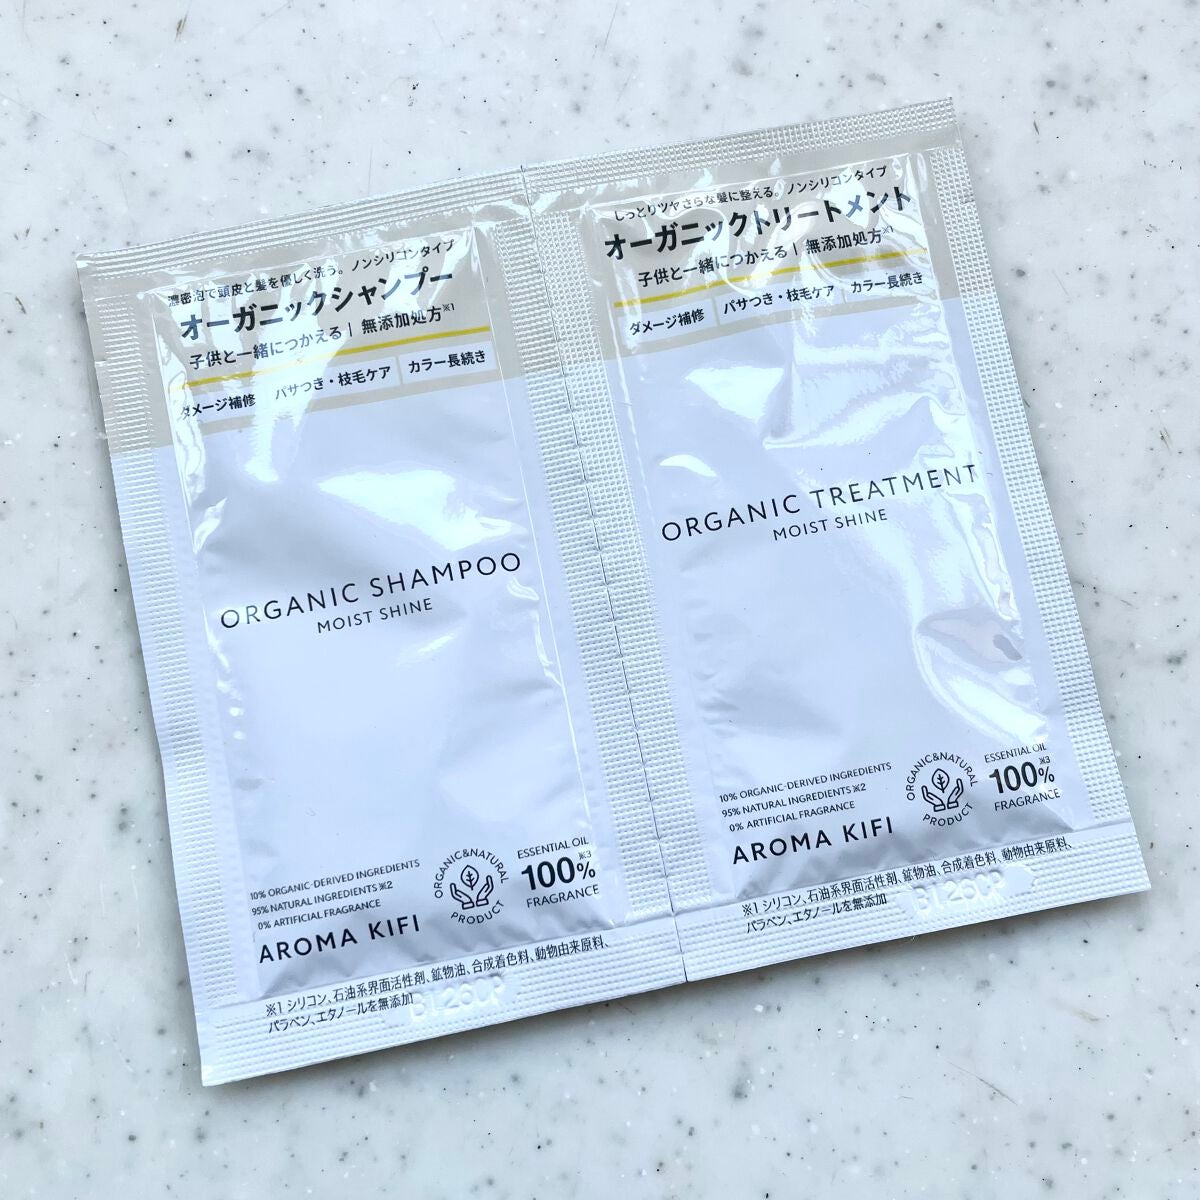 濃密泡で頭皮と髪を優しく洗う。ノンシリコンタイプ
オーガニックシャンプー
子供と一緒につかえる | 無添加処方※1
ダメージ補修 パサつき・枝毛ケア カラー長続き
ORGANIC SHAMPOO
MOIST SHINE
10% ORGANIC-DERIVED INGREDIENTS
95% NATURAL INGREDIENTS ※2
0% ARTIFICIAL FRAGRANCE
AROMA KIFI
ORGANIC&NATURAL
PRODUCT
ESSENTIAL OIL
100%※3
FRAGRANCE
※1 シリコン、石油系界面活性剤、鉱物油、合成着色料、動物由来原料、
パラベン、エタノールを無添加
しっとりツヤさらな髪に整える。ノンシリコンタイプ
オーガニックトリートメント
子供と一緒につかえる | 無添加処方※1
ダメージ補修 パサつき・枝毛ケア カラー長続き
ORGANIC TREATMENT
MOIST SHINE
10% ORGANIC-DERIVED INGREDIENTS
95% NATURAL INGREDIENTS ※2
0% ARTIFICIAL FRAGRANCE
AROMA KIFI
ORGANIC&NATURAL
PRODUCT
ESSENTIAL OIL
100%※3
FRAGRANCE
※1 シリコン、石油系界面活性剤、鉱物油、合成着色料、動物由来原料、
パラベン、エタノールを無添加